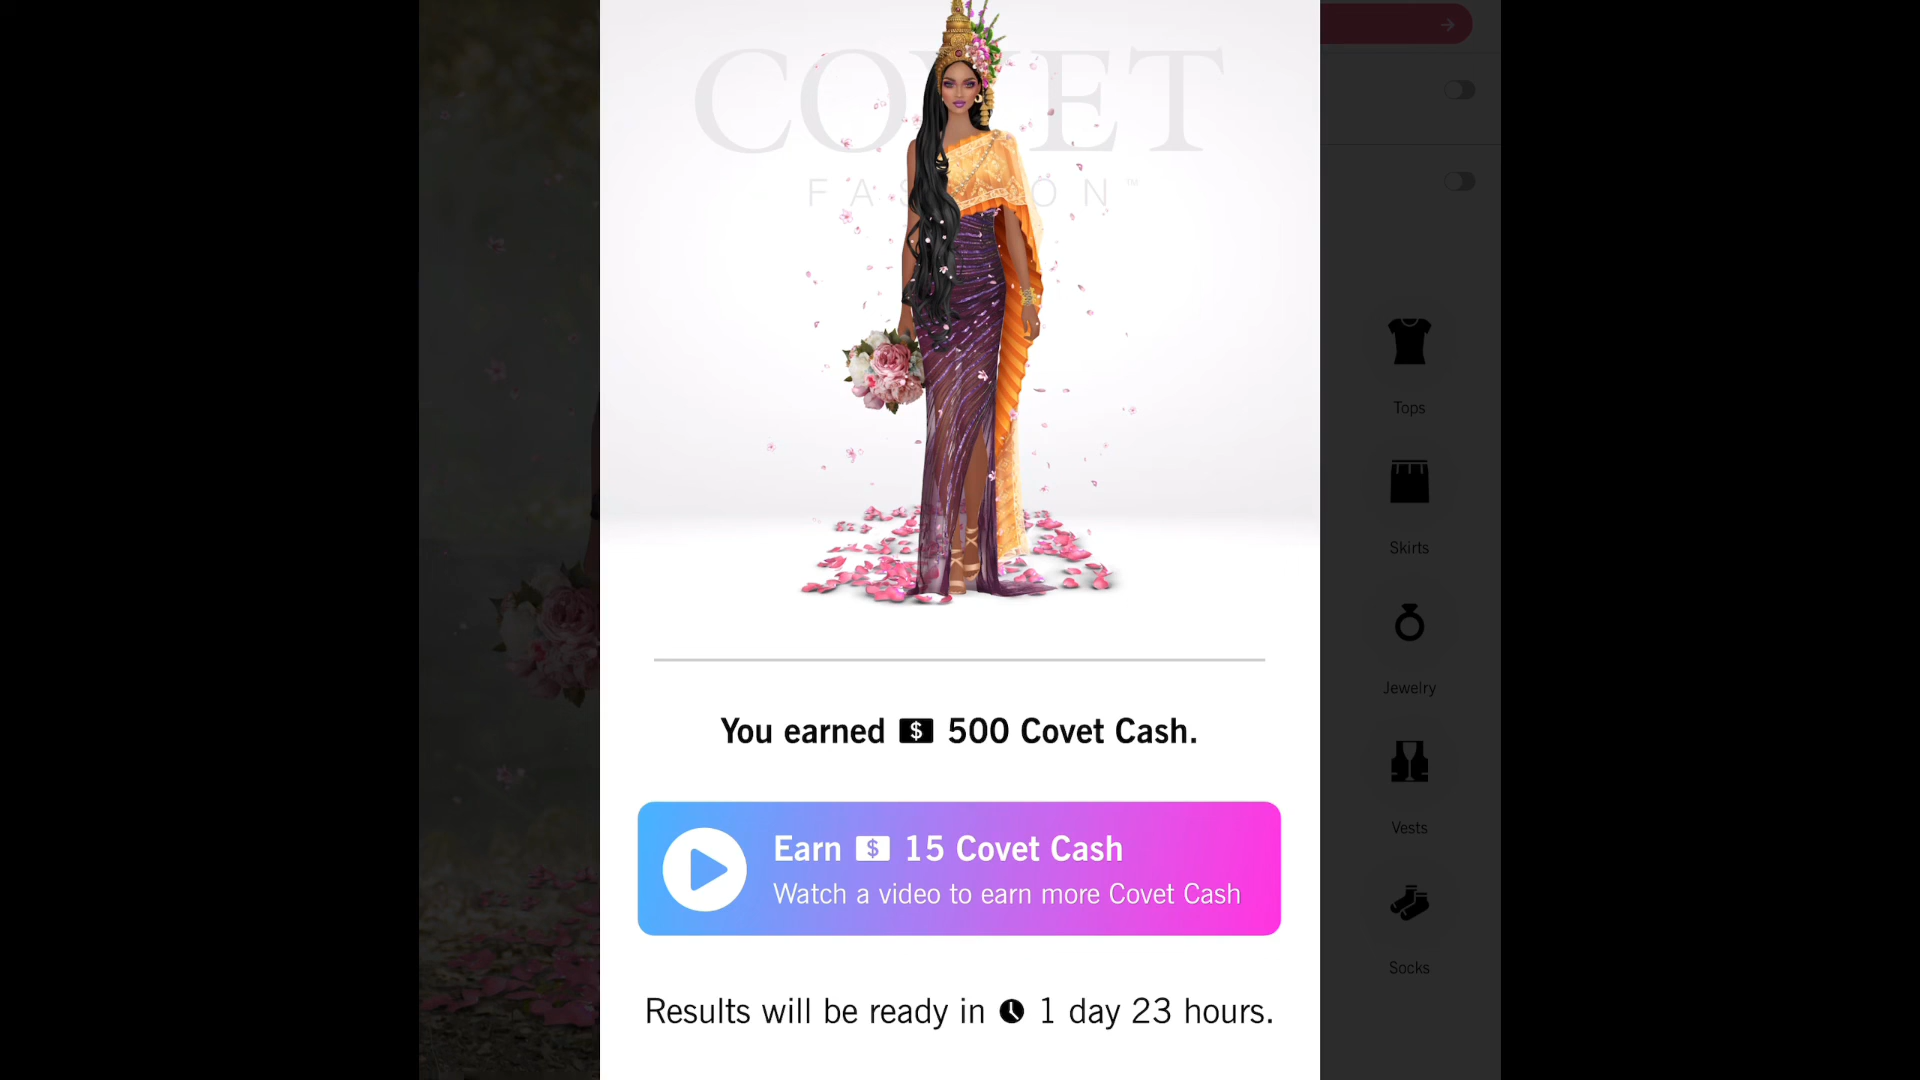 COVET
FASHION™
You earned 500 Covet Cash.
Earn 15 Covet Cash
Watch a video to earn more Covet Cash
Results will be ready in 1 day 23 hours.
Tops
Skirts
Jewelry
Vests
Socks